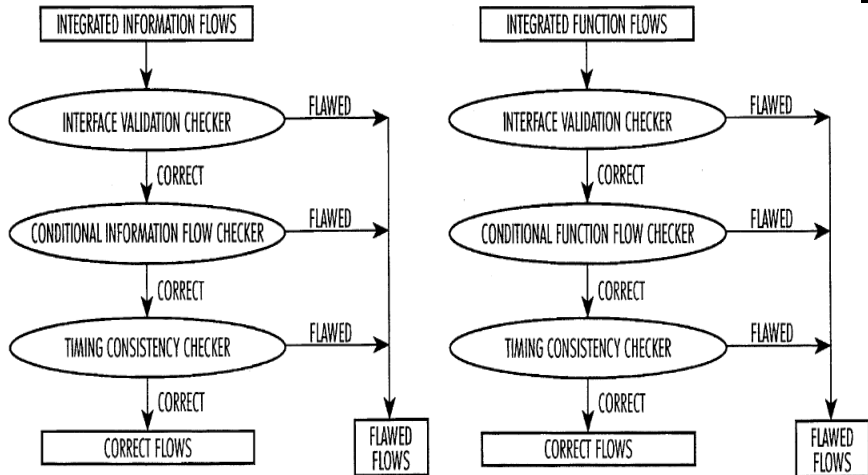 INTEGRATED INFORMATION FLOWS
INTERFACE VALIDATION CHECKER
FLAWED
CORRECT
CONDITIONAL INFORMATION FLOW CHECKER
FLAWED
CORRECT
TIMING CONSISTENCY CHECKER
FLAWED
CORRECT
CORRECT FLOWS
FLAWED
FLOWS
INTEGRATED FUNCTION FLOWS
INTERFACE VALIDATION CHECKER
FLAWED
CORRECT
CONDITIONAL FUNCTION FLOW CHECKER
FLAWED
CORRECT
TIMING CONSISTENCY CHECKER
FLAWED
CORRECT
CORRECT FLOWS
FLAWED
FLOWS